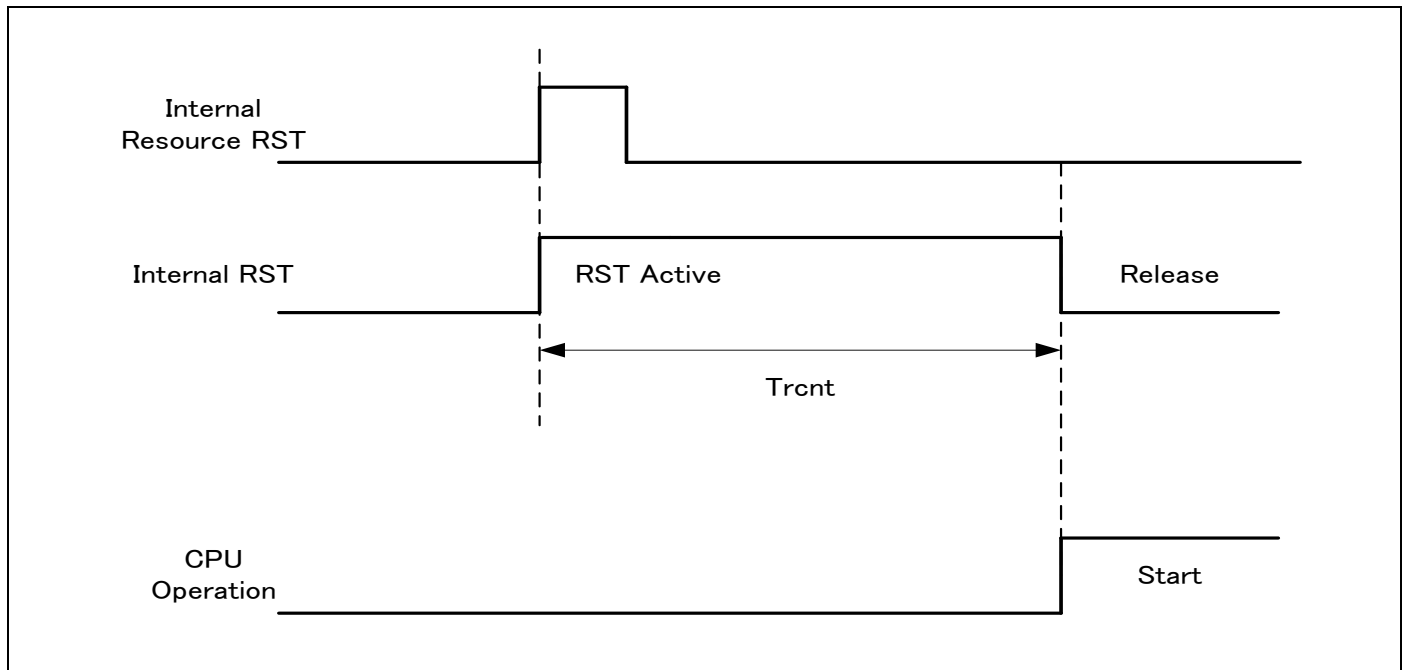 Internal
Resource RST
Internal RST
RST Active
Release
Trcnt
CPU
Operation
Start